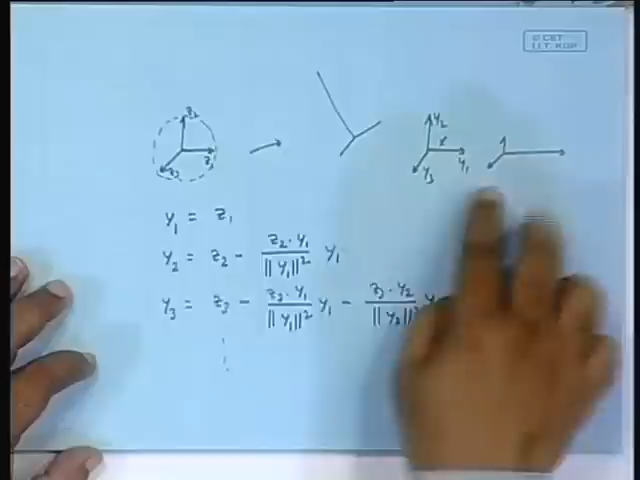 © CET
I.I.T. KGP
z₃ z₂
y₂ x y₁ y₃
y₁ = z₁
y₂ = z₂ - (z₂ · y₁)/||y₁||² y₁
y₃ = z₃ - (z₃ · y₁)/||y₁||² y₁ - (z₃ · y₂)/||y₂||²